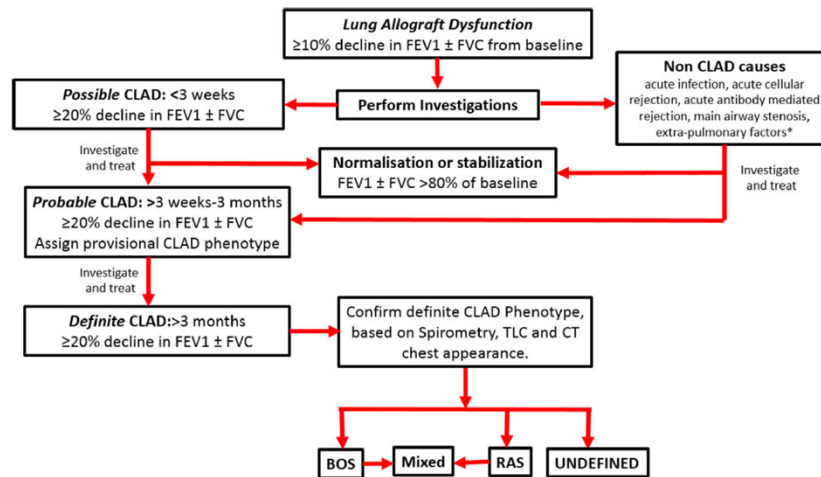 Lung Allograft Dysfunction
≥10% decline in FEV1 ± FVC from baseline
Possible CLAD: <3 weeks
≥20% decline in FEV1 ± FVC
Perform Investigations
Non CLAD causes
acute infection, acute cellular
rejection, acute antibody mediated
rejection, main airway stenosis,
extra-pulmonary factors*
Investigate
and treat
Normalisation or stabilization
FEV1 ± FVC >80% of baseline
Investigate
and treat
Probable CLAD: >3 weeks-3 months
≥20% decline in FEV1 ± FVC
Assign provisional CLAD phenotype
Investigate
and treat
Definite CLAD:>3 months
≥20% decline in FEV1 ± FVC
Confirm definite CLAD Phenotype,
based on Spirometry, TLC and CT
chest appearance.
BOS
Mixed
RAS
UNDEFINED